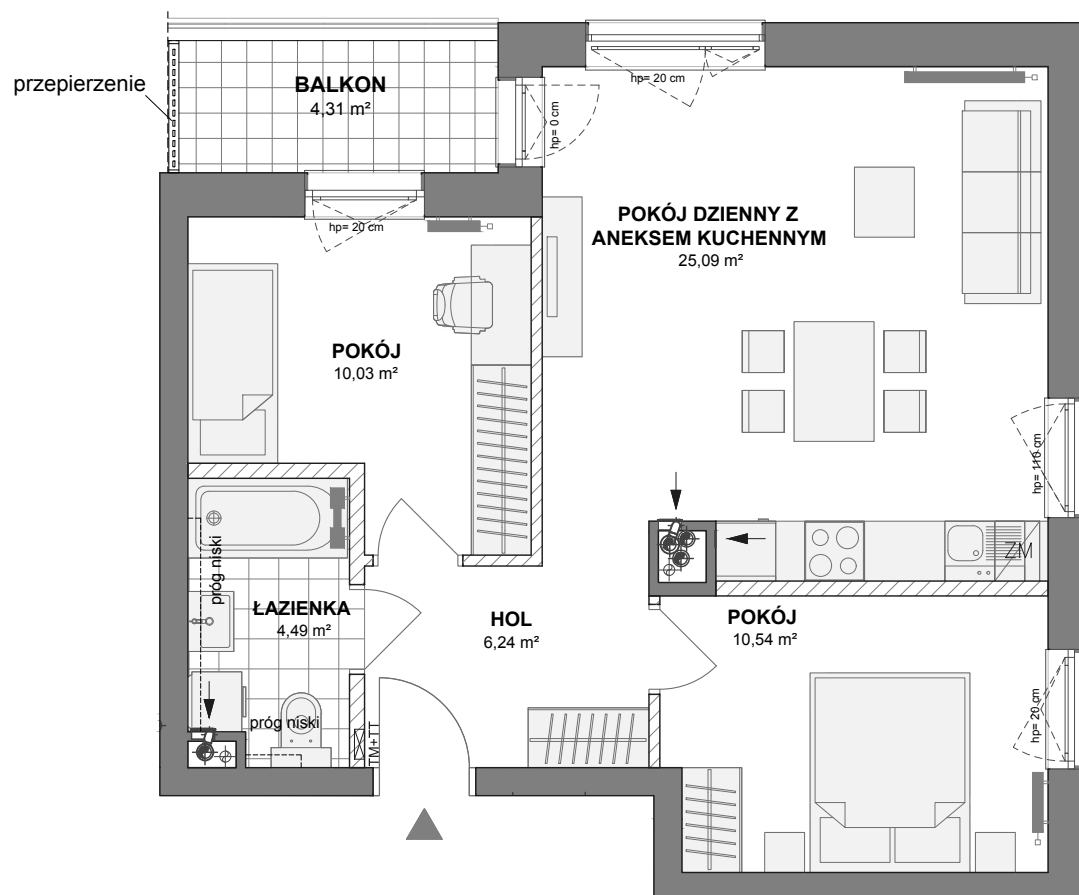 przepierzenie
BALKON
4,31 m²
hp= 0 cm
hp= 20 cm
hp= 20 cm
POKÓJ DZIENNY Z
ANEKSEM KUCHENNYM
25,09 m²
POKÓJ
10,03 m²
hp= 110 cm
ZM
próg niski
ŁAZIENKA
4,49 m²
HOL
6,24 m²
POKÓJ
10,54 m²
próg niski
TM+TT
hp= 20 cm